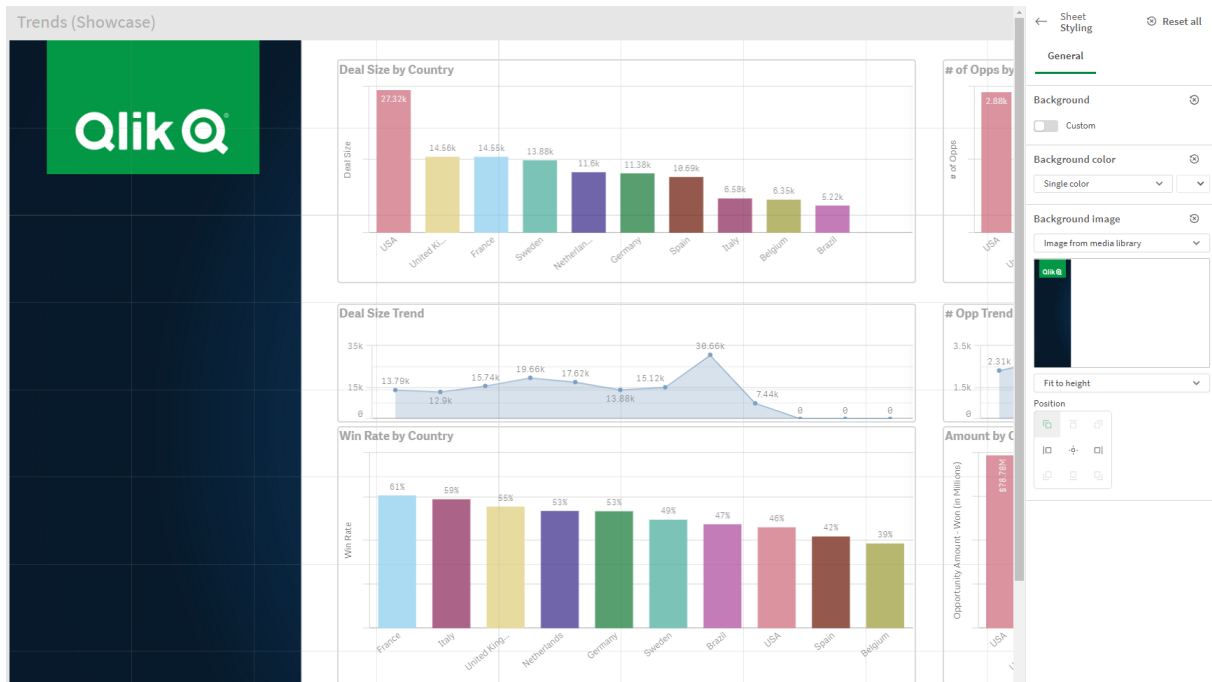 Trends (Showcase)
Qlik
Deal Size by Country
Deal Size
27.32k
14.56k
14.55k
13.88k
11.6k
11.38k
10.69k
6.58k
6.35k
5.22k
USA
United Ki...
France
Sweden
Netherlan...
Germany
Spain
Italy
Belgium
Brazil
# of Opps by
# of Opps
2.88k
USA
Deal Size Trend
35k
15k
0
13.79k
12.9k
15.74k
19.66k
17.62k
13.88k
15.12k
30.66k
7.44k
0
0
0
# Opp Trend
3.5k
1.5k
0
2.31k
Win Rate by Country
Win Rate
61%
59%
55%
53%
53%
49%
47%
46%
42%
39%
France
Italy
United King...
Netherlands
Germany
Sweden
Brazil
USA
Spain
Belgium
Amount by C
Opportunity Amount - Won (in Millions)
$78.78M
USA
Sheet
Styling
Reset all
General
Background
Custom
Background color
Single color
Background image
Image from media library
Qlik
Fit to height
Position